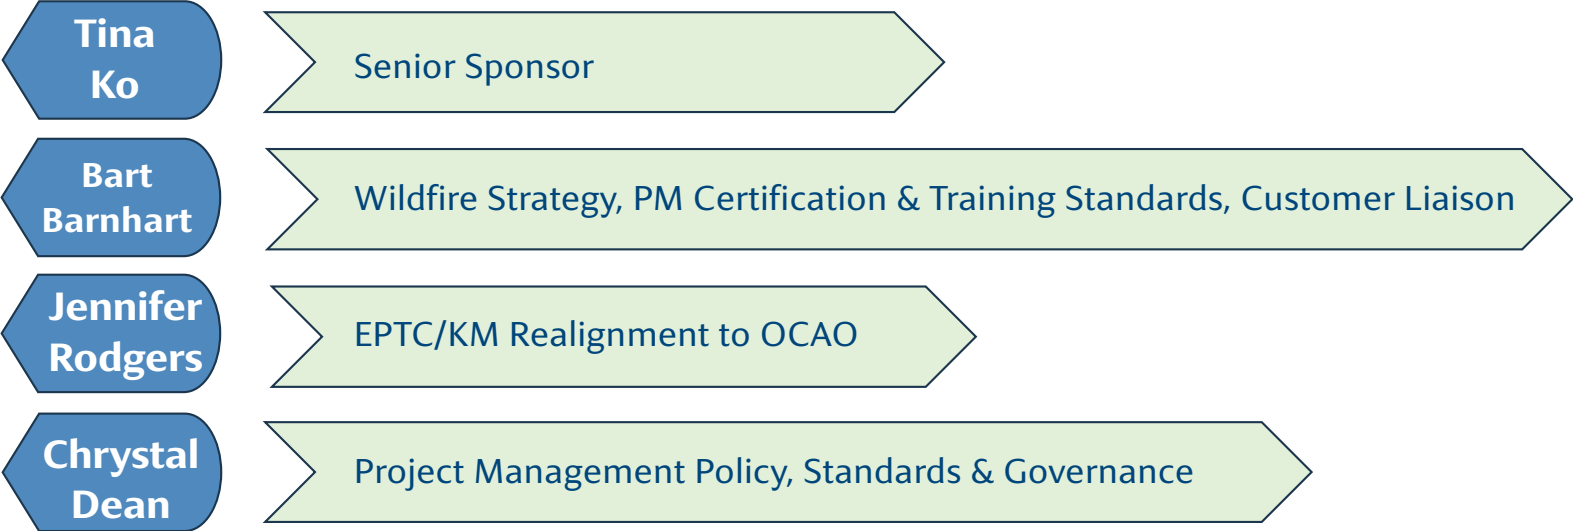 Tina
Ko
Senior Sponsor
Bart
Barnhart
Wildfire Strategy, PM Certification & Training Standards, Customer Liaison
Jennifer
Rodgers
EPTC/KM Realignment to OCAO
Chrystal
Dean
Project Management Policy, Standards & Governance